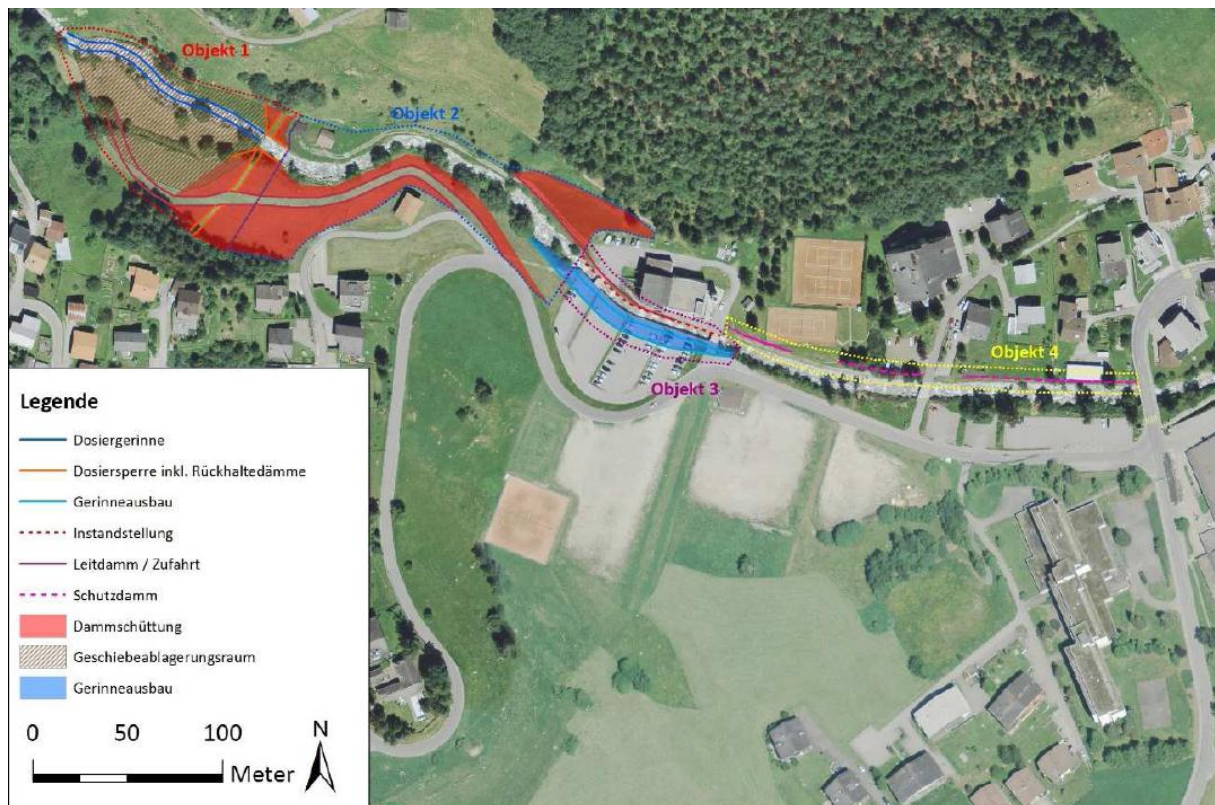 Objekt 1
Objekt 2
Objekt 3
Objekt 4
Legende
Dosiergerinne
Dosiersperre inkl. Rückhaltedämme
Gerinneausbau
Instandstellung
Leitdamm / Zufahrt
Schutzdamm
Dammschüttung
Geschiebeablagerungsraum
Gerinneausbau
0 50 100
Meter
N